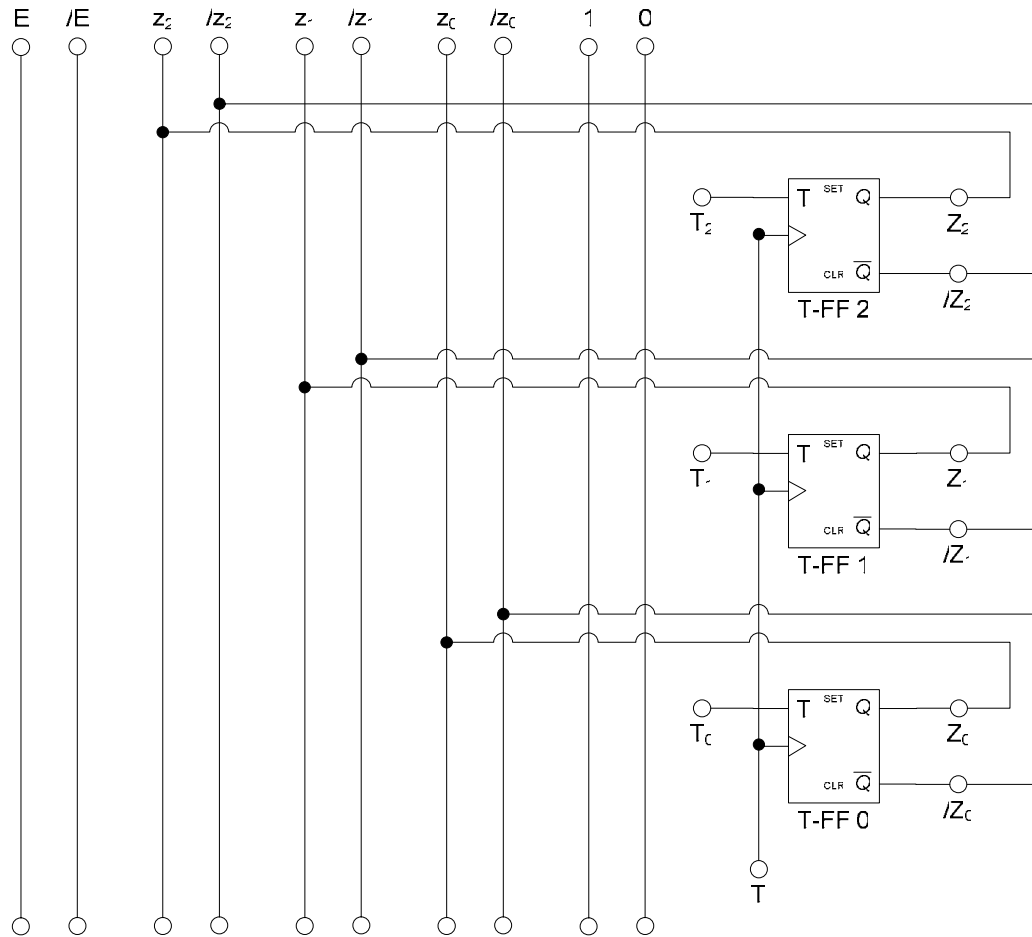 E /E z₂ /z₂ z₁ /z₁ z₀ /z₀ 1 0
T SET Q
T₂ Z₂
CLR Q̅ /Z₂
T-FF 2
T SET Q
T₁ Z₁
CLR Q̅ /Z₁
T-FF 1
T SET Q
T₀ Z₀
CLR Q̅ /Z₀
T-FF 0
T